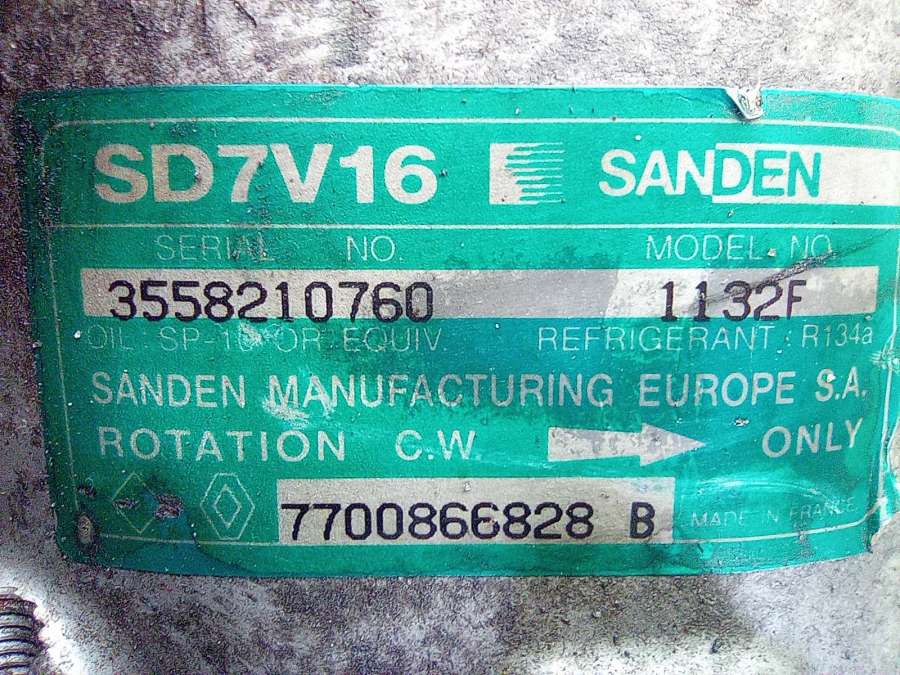 SD7V16 SANDEN
SERIAL NO. MODEL NO.
3558210760 1132F
OIL SP-10 OR EQUIV REFRIGERANT : R134a
SANDEN MANUFACTURING EUROPE S.A.
ROTATION C.W. ONLY
7700866828 B MADE IN FRANCE